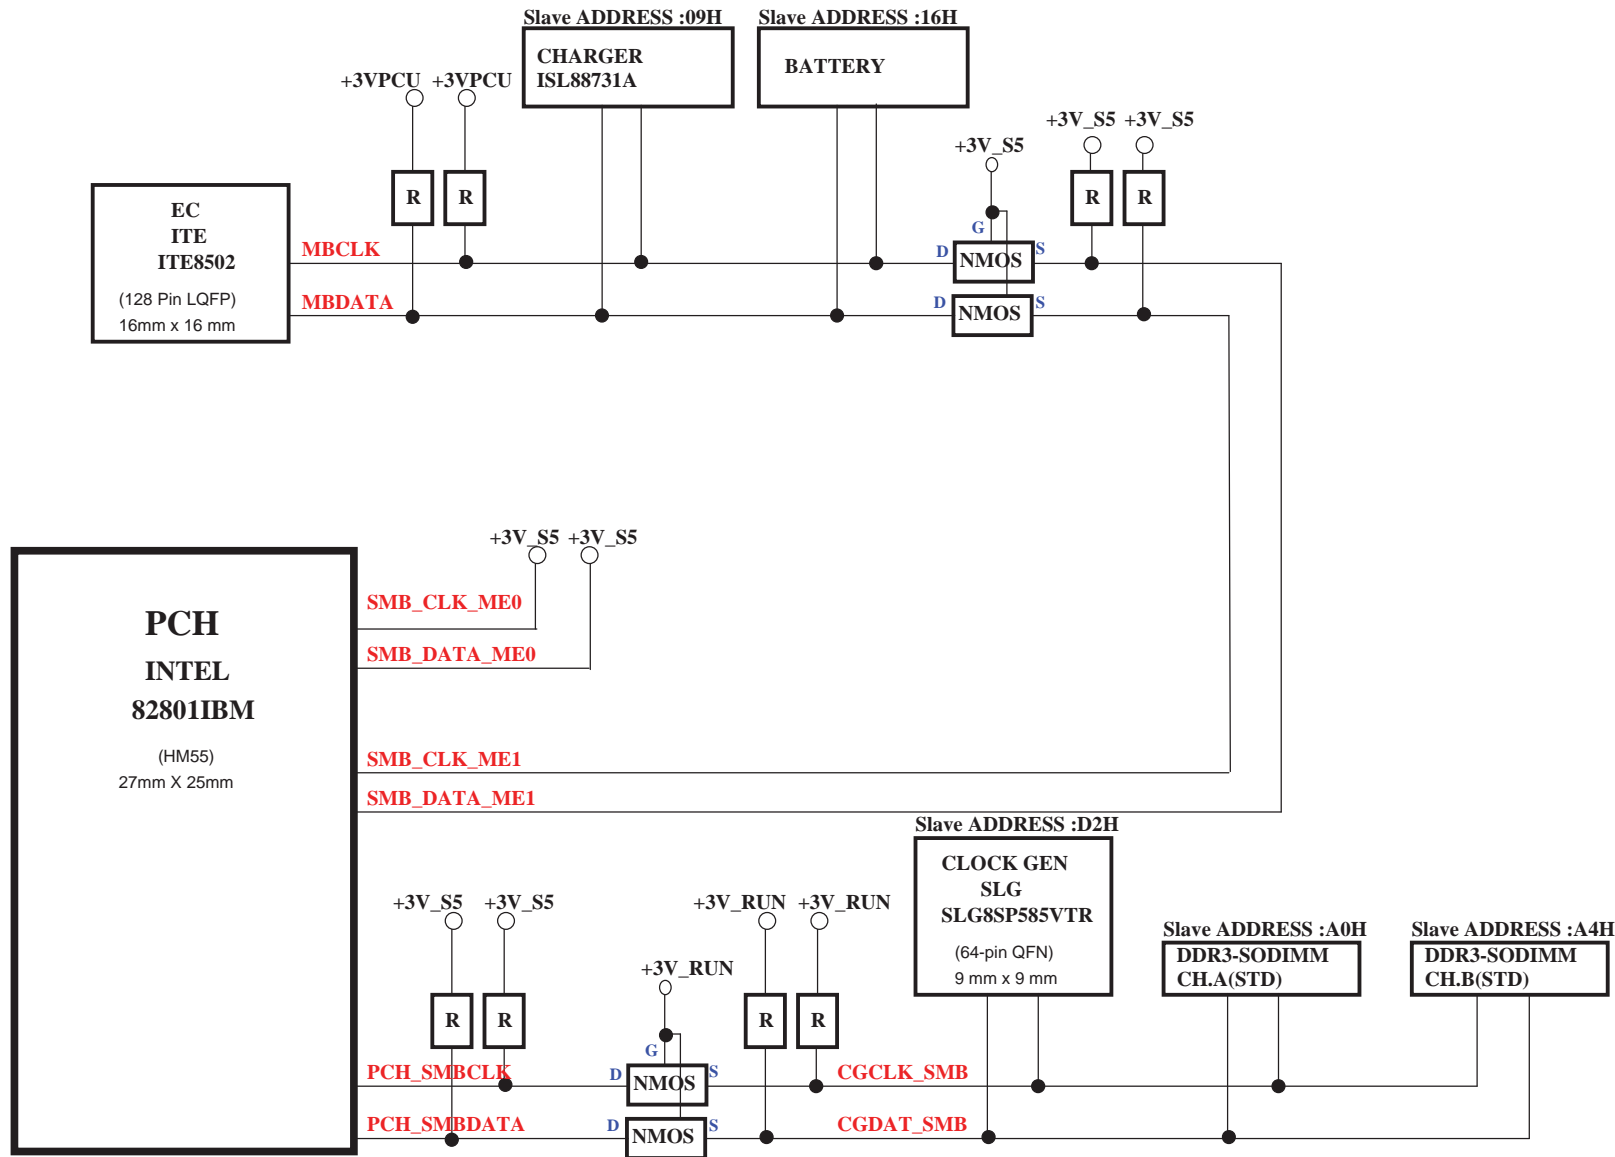 Slave ADDRESS :09H
Slave ADDRESS :16H
CHARGER
ISL88731A
BATTERY
+3VPCU
+3VPCU
+3V_S5
+3V_S5
+3V_S5
R
R
R
R
EC
ITE
ITE8502
(128 Pin LQFP)
16mm x 16 mm
MBCLK
MBDATA
G
D
NMOS
S
D
NMOS
S
+3V_S5
+3V_S5
PCH
INTEL
82801IBM
(HM55)
27mm X 25mm
SMB_CLK_ME0
SMB_DATA_ME0
SMB_CLK_ME1
SMB_DATA_ME1
Slave ADDRESS :D2H
CLOCK GEN
SLG
SLG8SP585VTR
(64-pin QFN)
9 mm x 9 mm
+3V_S5
+3V_S5
+3V_RUN
+3V_RUN
+3V_RUN
Slave ADDRESS :A0H
DDR3-SODIMM
CH.A(STD)
Slave ADDRESS :A4H
DDR3-SODIMM
CH.B(STD)
R
R
R
R
G
PCH_SMBCLK
D
NMOS
S
CGCLK_SMB
PCH_SMBDATA
D
NMOS
S
CGDAT_SMB